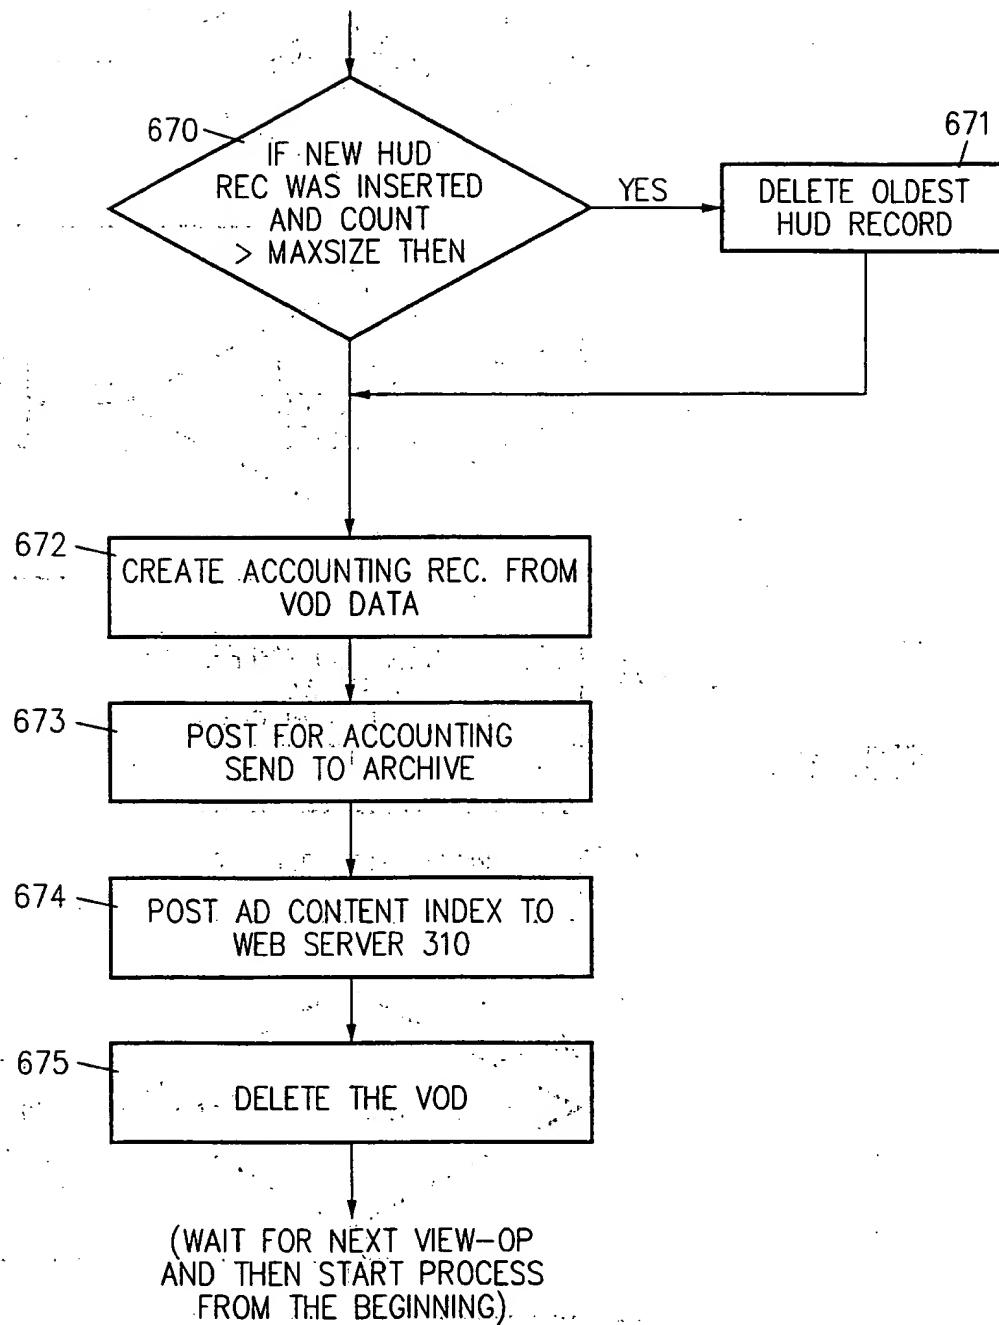 670
IF NEW HUD
REC WAS INSERTED
AND COUNT
> MAXSIZE THEN
YES
671
DELETE OLDEST
HUD RECORD
672
CREATE ACCOUNTING REC. FROM
VOD DATA
673
POST FOR ACCOUNTING
SEND TO ARCHIVE
674
POST AD CONTENT INDEX TO
WEB SERVER 310
675
DELETE THE VOD
(WAIT FOR NEXT VIEW-OP
AND THEN START PROCESS
FROM THE BEGINNING)